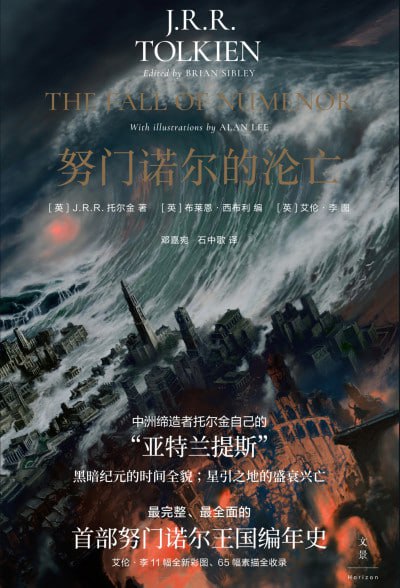 J.R.R.
TOLKIEN
Edited by BRIAN SIBLEY
THE FALL OF NÚMENOR
With illustrations by ALAN LEE
努门诺尔的沦亡
[英] J.R.R. 托尔金 著 [英] 布莱恩·西布利 编 [英] 艾伦·李 图
邓嘉宛 石中歌 译
中洲缔造者托尔金自己的
“亚特兰提斯”
黑暗纪元的时间全貌；星引之地的盛衰兴亡
最完整、最全面的
首部努门诺尔王国编年史
艾伦·李 11 幅全新彩图、65 幅素描全收录
文景
Horizon